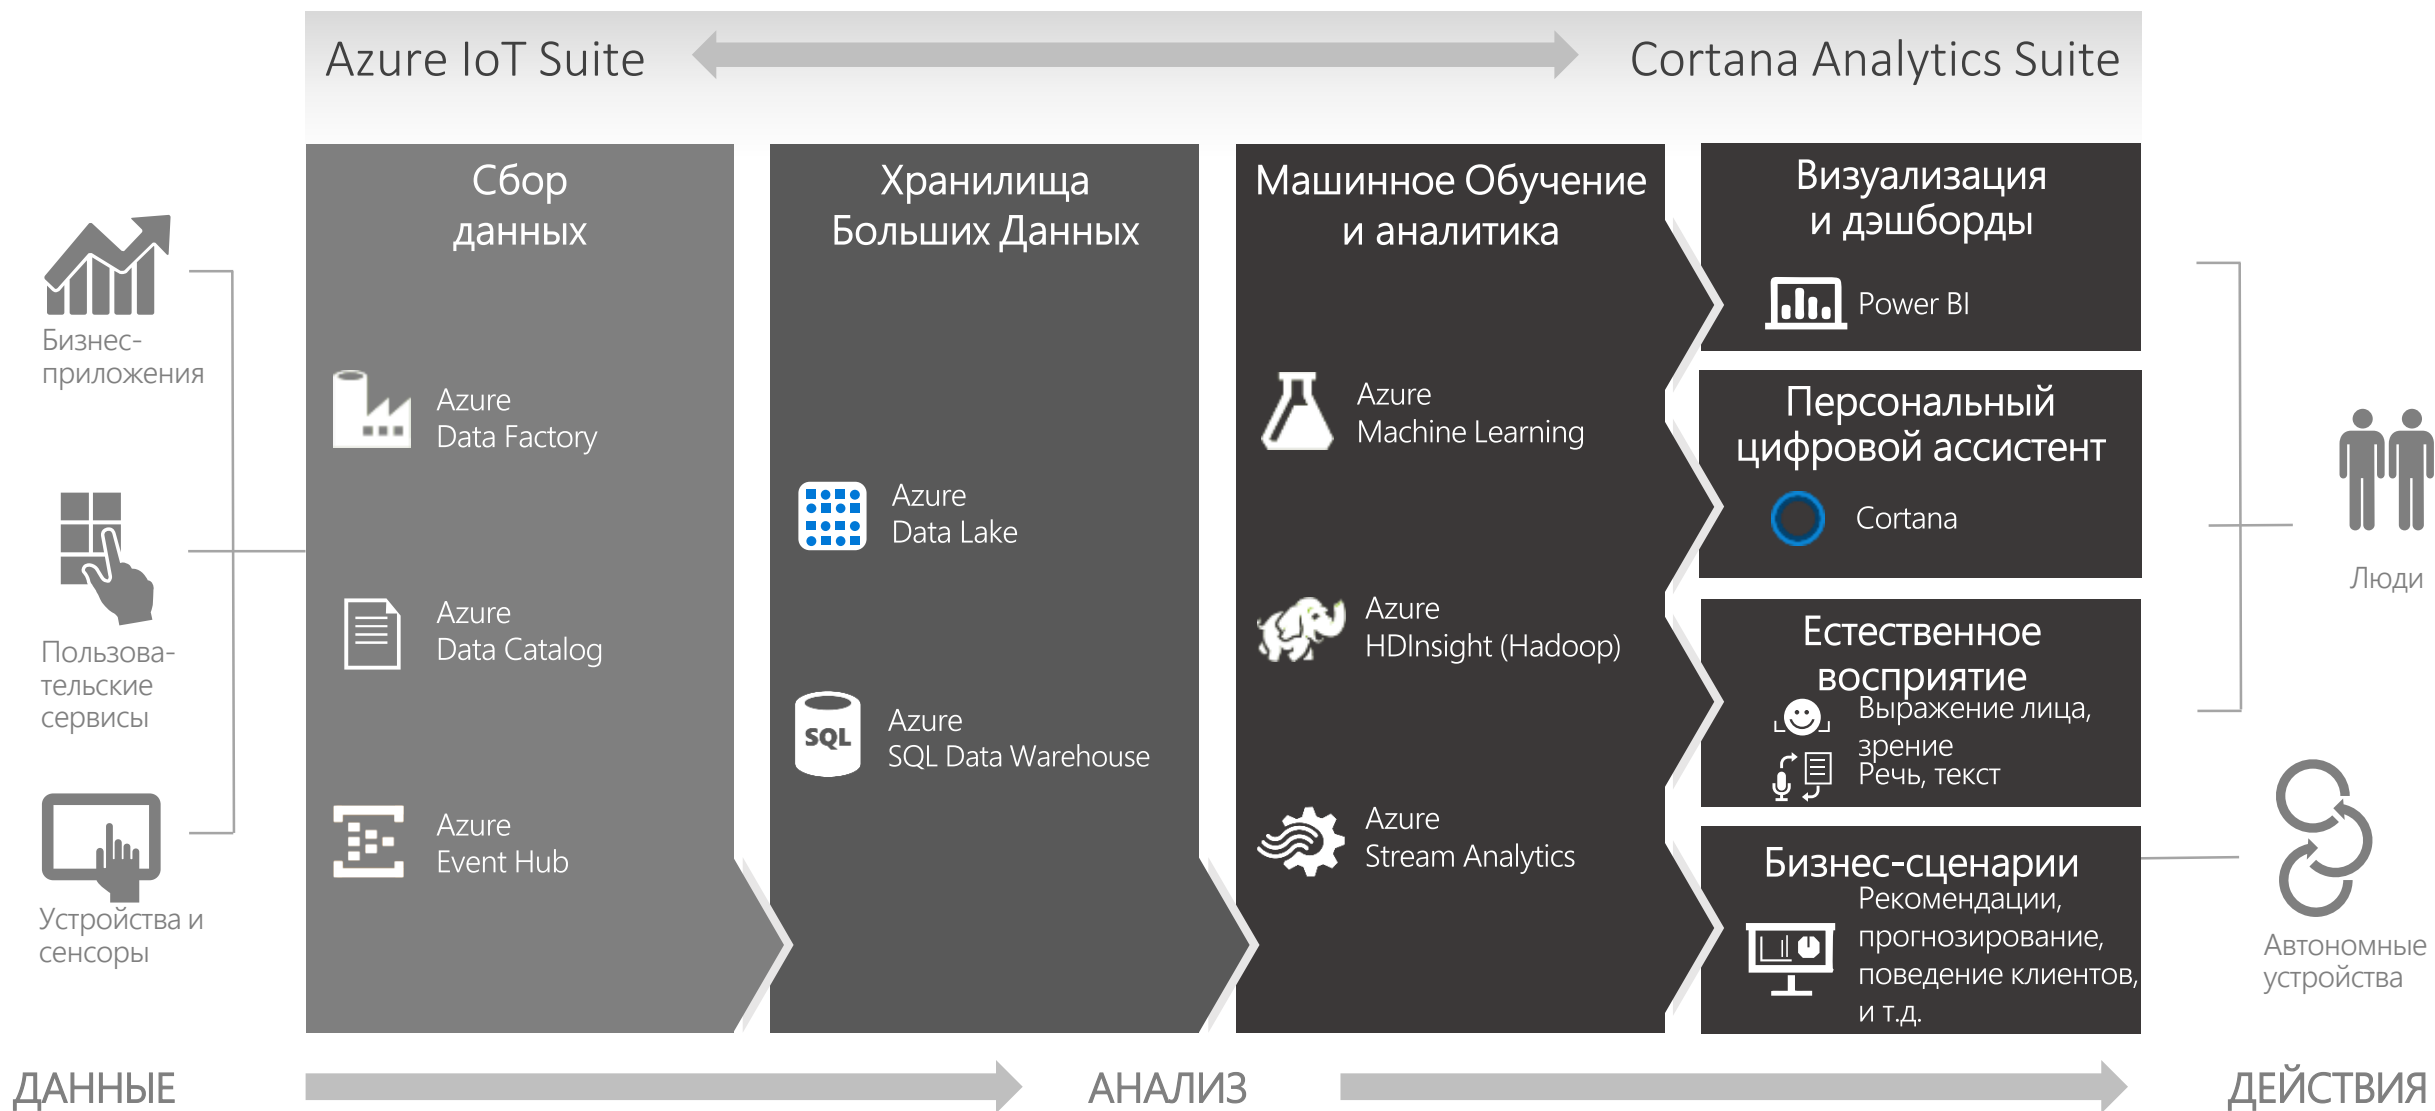 Azure IoT Suite
Cortana Analytics Suite
Бизнес-
приложения
Пользова-
тельские
сервисы
Устройства и
сенсоры
Сбор
данных
Azure
Data Factory
Azure
Data Catalog
Azure
Event Hub
Хранилища
Больших Данных
Azure
Data Lake
SQL
Azure
SQL Data Warehouse
Машинное Обучение
и аналитика
Azure
Machine Learning
Azure
HDInsight (Hadoop)
Azure
Stream Analytics
Визуализация
и дэшборды
Power BI
Персональный
цифровой ассистент
Cortana
Естественное
восприятие
Выражение лица,
зрение
Речь, текст
Бизнес-сценарии
Рекомендации,
прогнозирование,
поведение клиентов,
и т.д.
Люди
Автономные
устройства
ДАННЫЕ
АНАЛИЗ
ДЕЙСТВИЯ